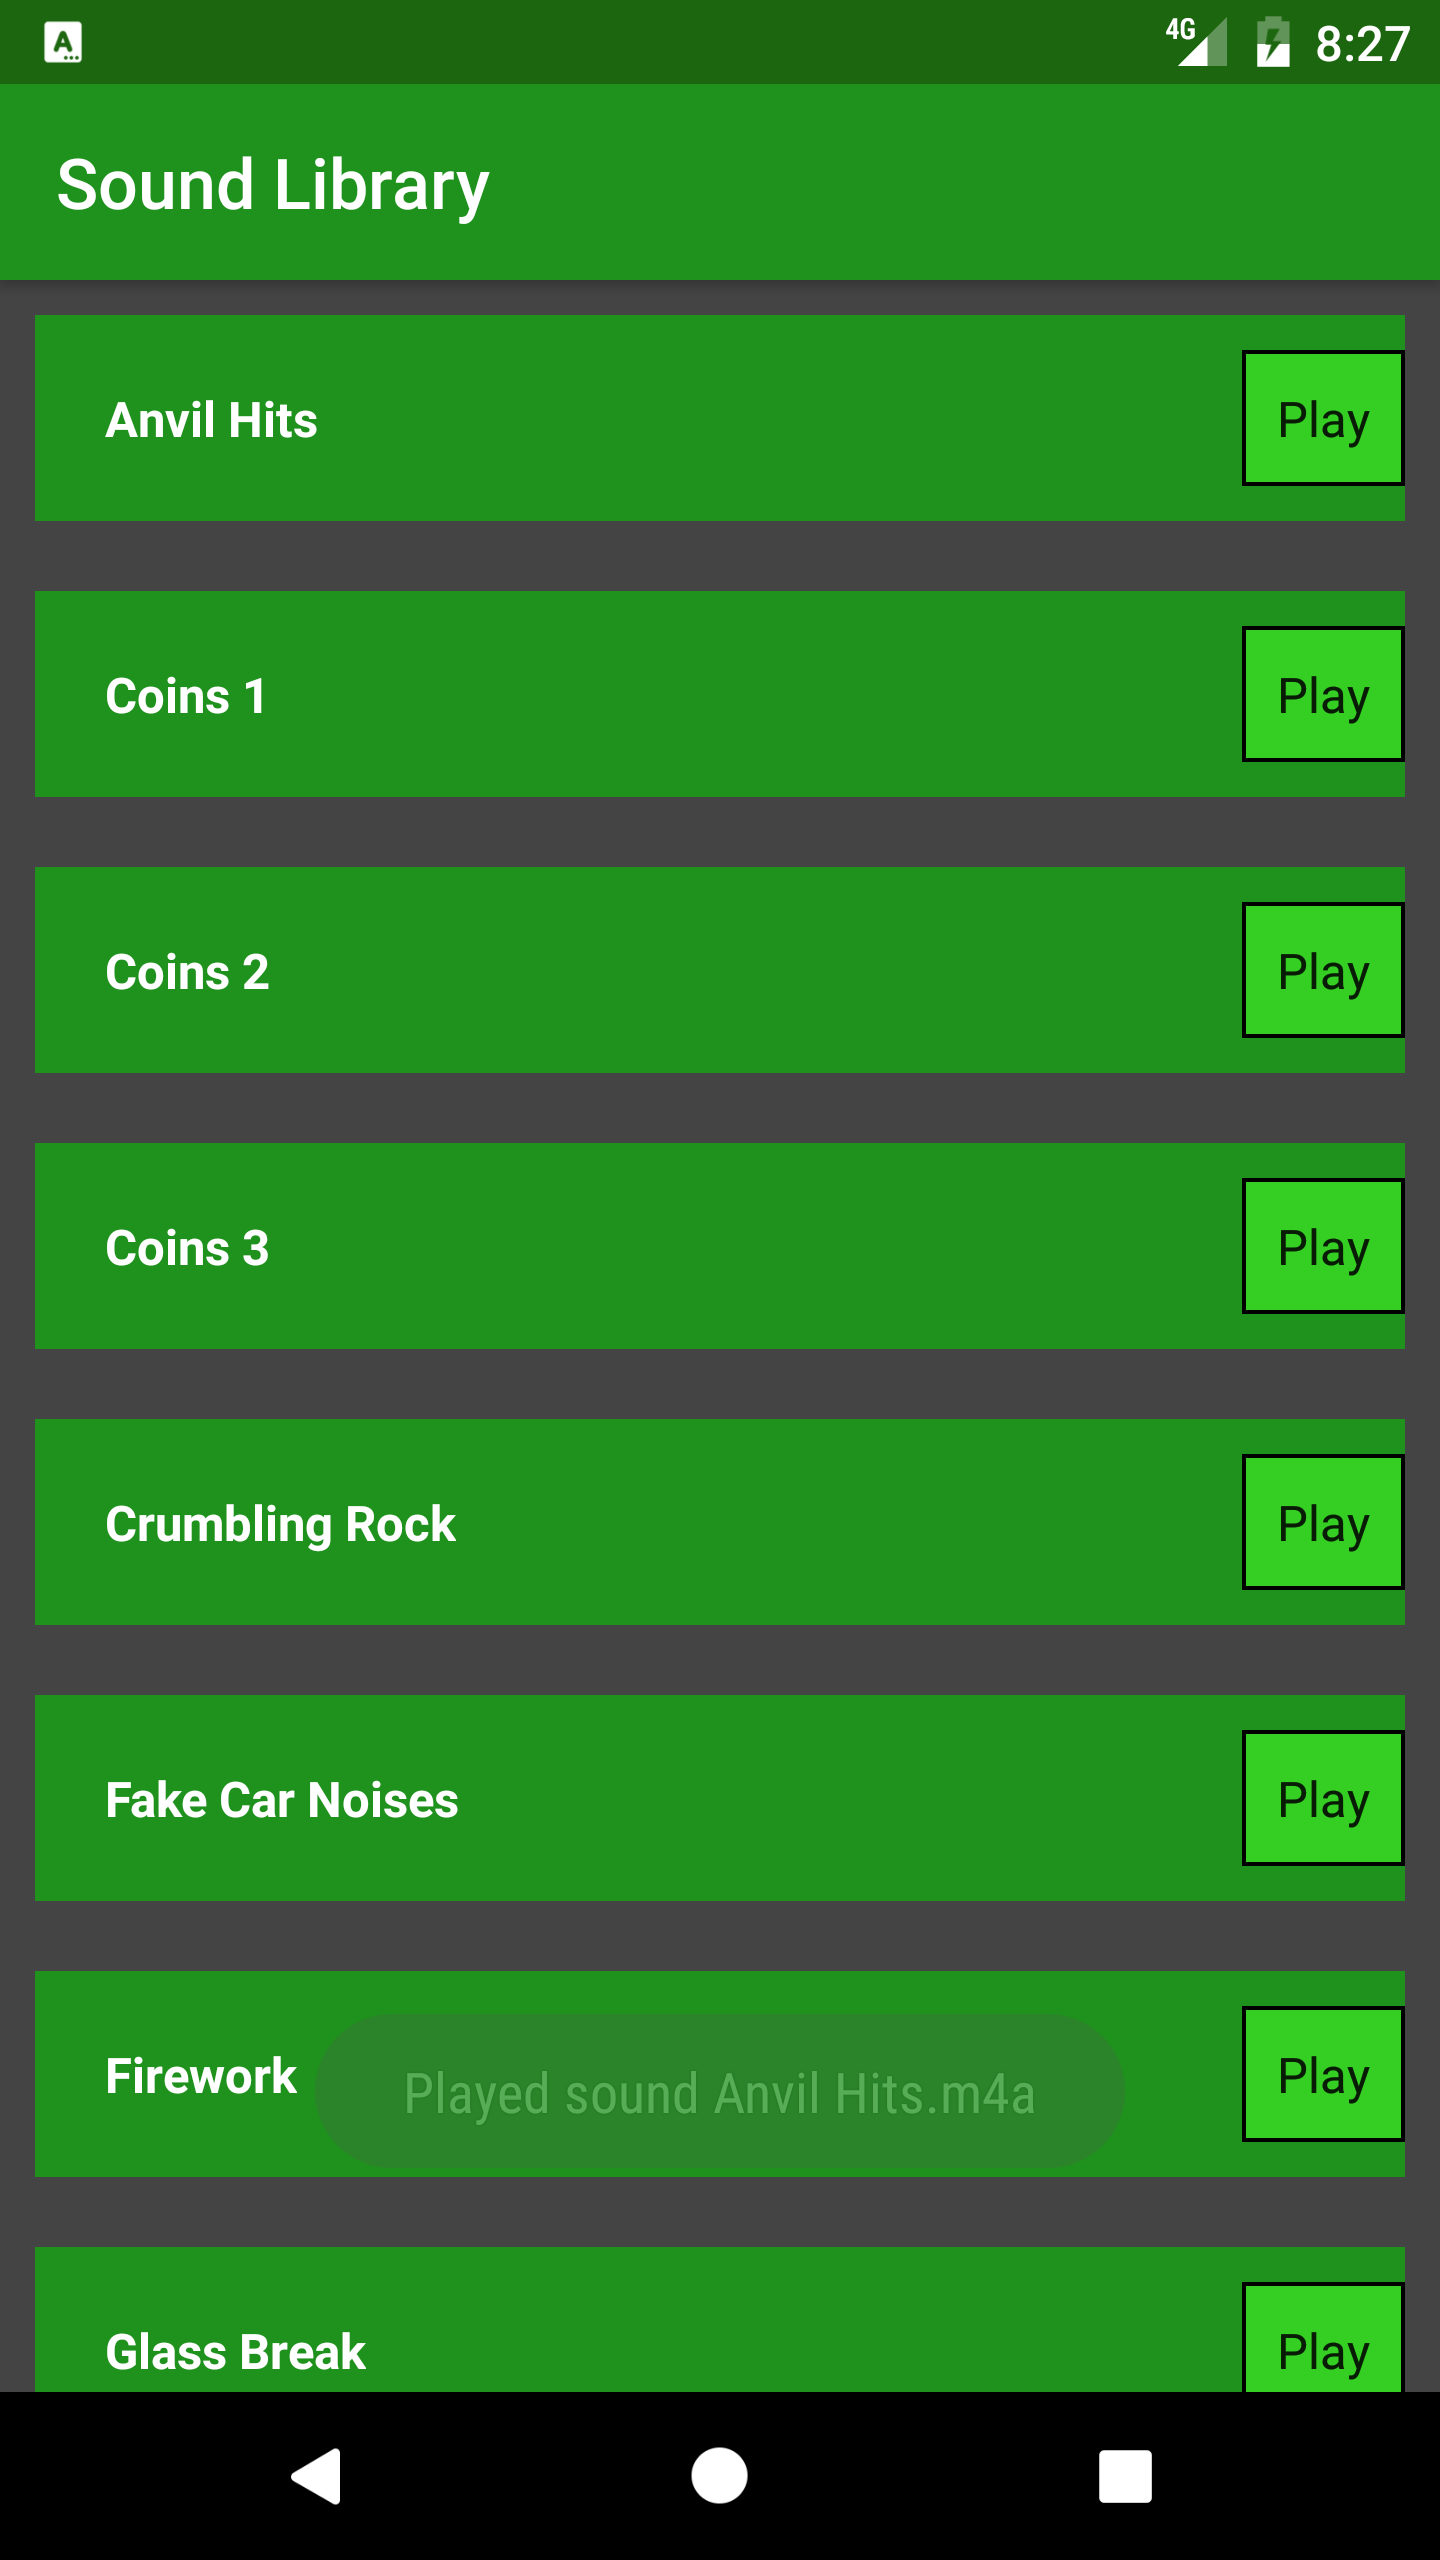 4G 8:27
Sound Library
Anvil Hits Play
Coins 1 Play
Coins 2 Play
Coins 3 Play
Crumbling Rock Play
Fake Car Noises Play
Firework Play
Played sound Anvil Hits.m4a
Glass Break Play